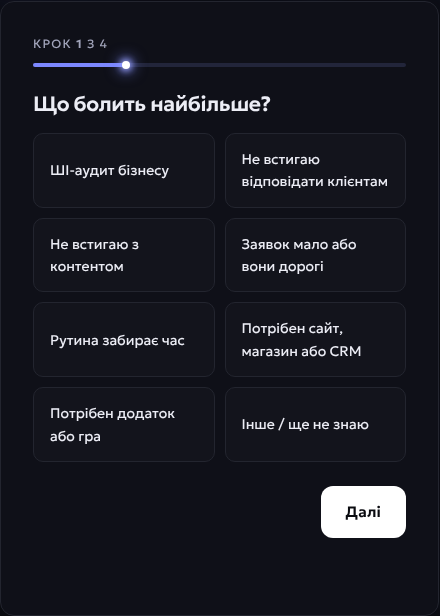 КРОК 1 З 4
Що болить найбільше?
ШІ-аудит бізнесу
Не встигаю
відповідати клієнтам
Не встигаю з
контентом
Заявок мало або
вони дорогі
Рутина забирає час
Потрібен сайт,
магазин або CRM
Потрібен додаток
або гра
Інше / ще не знаю
Далі